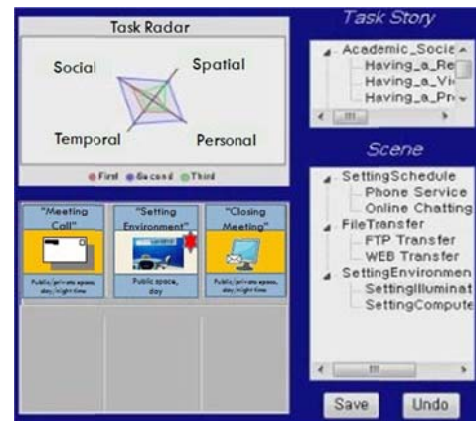 Task Radar
Social
Spatial
Temporal
Personal
First Second Third
"Meeting
Call"
Public/private space,
day/night time
"Setting
Environment"
Public space,
day
"Closing
Meeting"
Public/private space,
day/night time
Task Story
Academic_Socie
Having_a_Re
Having_a_Vi
Having_a_Pr
Scene
SettingSchedule
Phone Service
Online Chatting
FileTransfer
FTP Transfer
WEB Transfer
SettingEnvironmen
SettingIlluminat
SettingCompute
Save
Undo